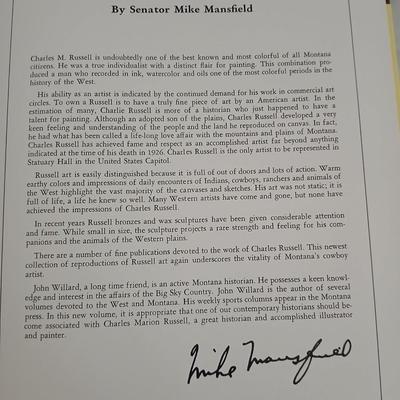 By Senator Mike Mansfield
Charles M. Russell is undoubtedly one of the best known and most colorful of all Montana
citizens. He was a true individualist with a distinct flair for painting. This combination pro-
duced a man who recorded in ink, watercolor and oils one of the most colorful periods in the
history of the West.
His ability as an artist is indicated by the continued demand for his work in commercial art
circles. To own a Russell is to have a truly fine piece of art by an American artist. In the
estimation of many, Charlie Russell is more of a historian who just happened to have a
talent for painting. Although an adopted son of the plains, Charles Russell developed a very
keen feeling and understanding of the people and the land he reproduced on canvas. In fact,
he had what has been called a life-long love affair with the mountains and plains of Montana.
Charles Russell has achieved fame and respect as an accomplished artist far beyond anything
indicated at the time of his death in 1926. Charles Russell is the only artist to be represented in
Statuary Hall in the United States Capitol.
Russell art is easily distinguished because it is full of out of doors and lots of action. Warm
earthy colors and impressions of daily encounters of Indians, cowboys, ranchers and animals of
the West highlight the vast majority of the canvases and sketches. His art was not static; it is
full of life, a life he knew so well. Many Western artists have come and gone, but none have
achieved the impressions of Charles Russell.
In recent years Russell bronzes and wax sculptures have been given considerable attention
and fame. While small in size, the sculpture projects a rare strength and feeling for his com-
panions and the animals of the Western plains.
There are a number of fine publications devoted to the work of Charles Russell. This newest
collection of reproductions of Russell art again underscores the vitality of Montana's cowboy
artist.
John Willard, a long time friend, is an active Montana historian. He possesses a keen knowl-
edge and interest in the affairs of the Big Sky Country. John Willard is the author of several
volumes devoted to the West and Montana. His weekly sports columns appear in the Montana
press. In this new volume, it is appropriate that one of our contemporary historians should be-
come associated with Charles Marion Russell, a great historian and accomplished illustrator
and painter.
Mike Mansfield